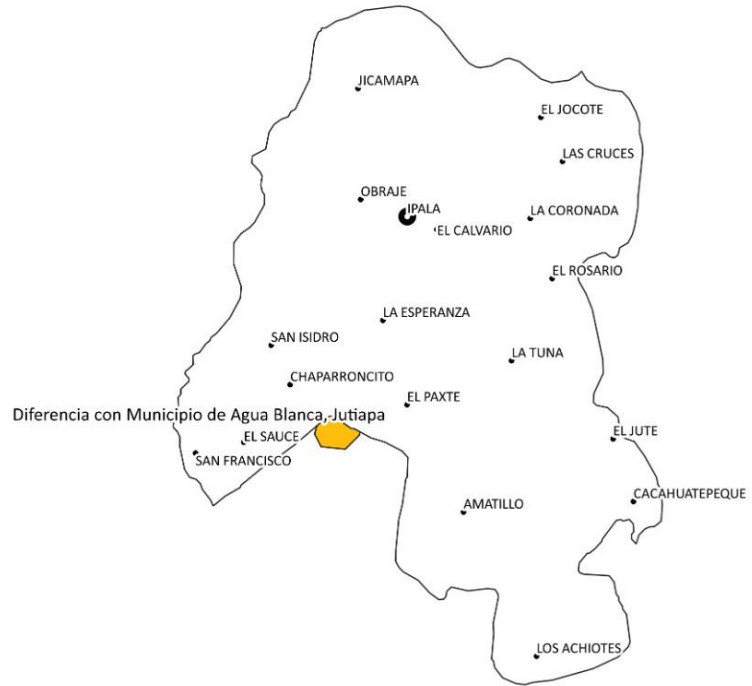 JICAMAPA
EL JOCOTE
LAS CRUCES
OBRAJE
IPALA
LA CORONADA
EL CALVARIO
EL ROSARIO
LA ESPERANZA
SAN ISIDRO
LA TUNA
CHAPARRONCITO
EL PAXTE
Diferencia con Municipio de Agua Blanca, Jutiapa
EL JUTE
EL SAUCE
SAN FRANCISCO
CACAHUATEPEQUE
AMATILLO
LOS ACHIOTES